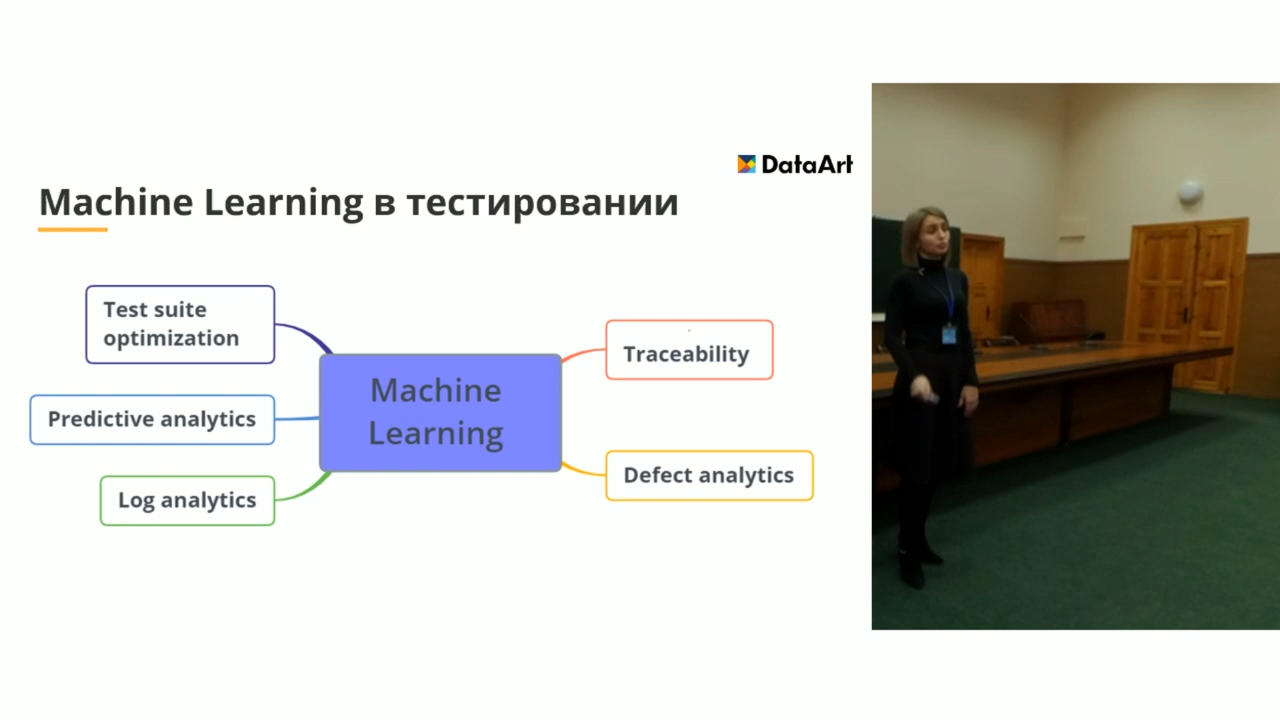 DataArt
Machine Learning в тестировании
Test suite
optimization
Predictive analytics
Log analytics
Machine
Learning
Traceability
Defect analytics